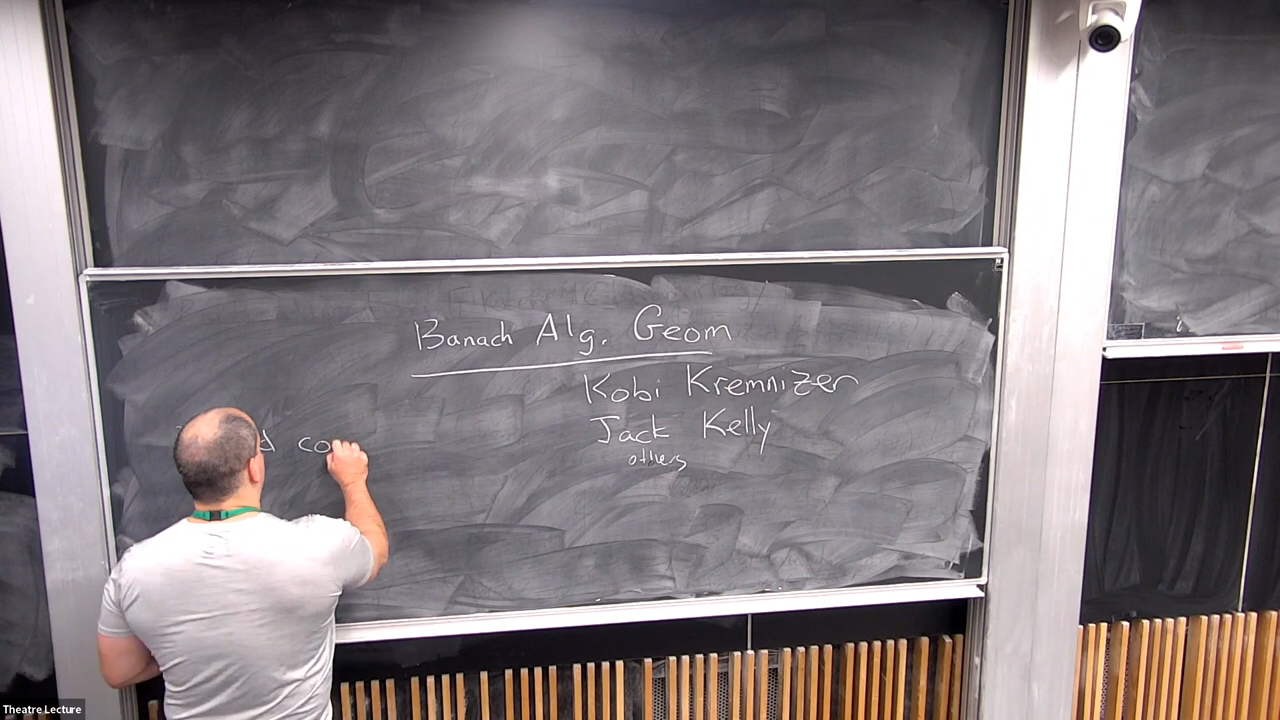 Banach Alg. Geom
Kobi Kremnizer
Jack Kelly
others
Theatre Lecture